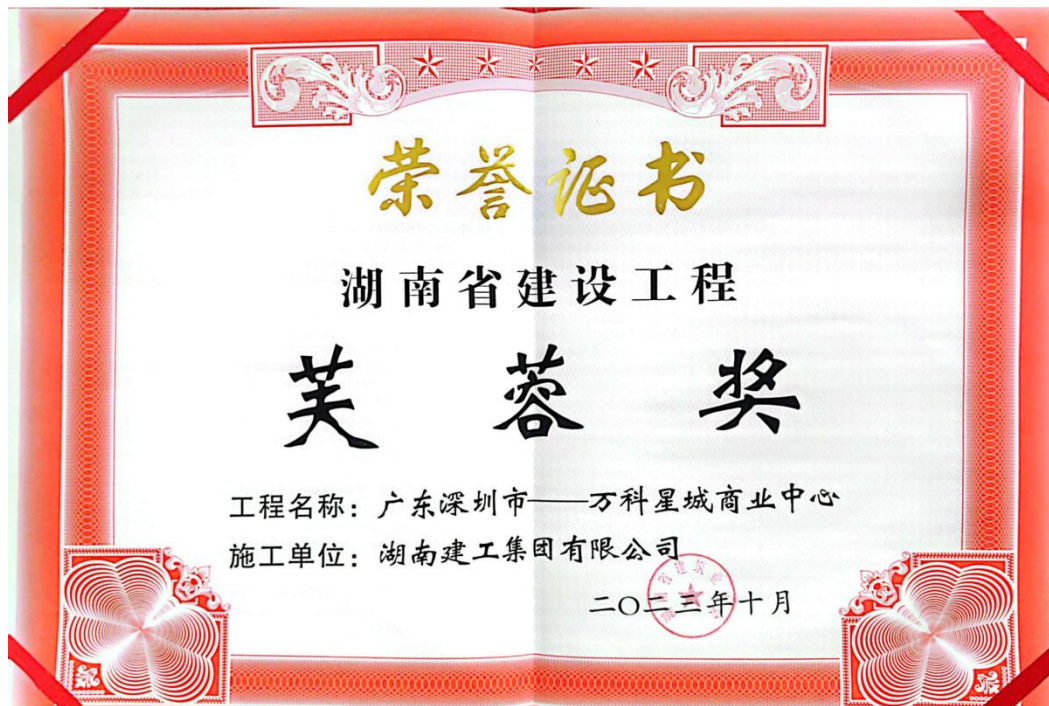 荣誉证书
湖南省建设工程
芙蓉奖
工程名称：广东深圳市——万科星城商业中心
施工单位：湖南建工集团有限公司
二〇二三年十月